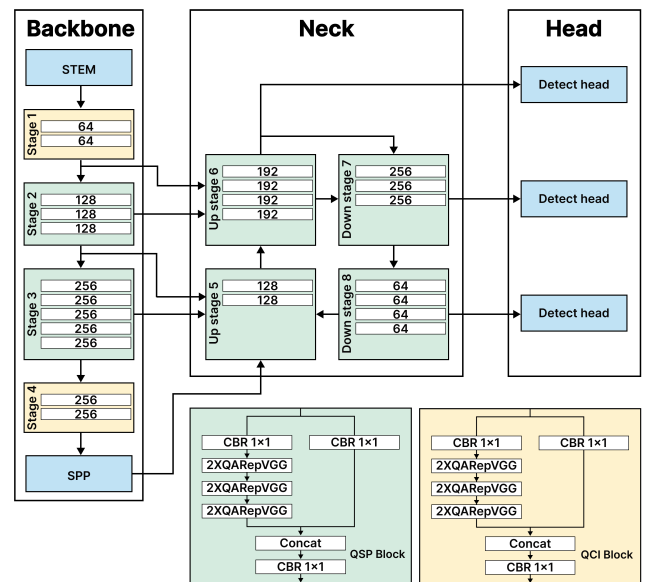 Backbone
Neck
Head
STEM
Stage 1
64
64
Stage 2
128
128
128
Stage 3
256
256
256
256
256
Stage 4
256
256
SPP
Up stage 6
192
192
192
192
Down stage 7
256
256
256
Up stage 5
128
128
Down stage 8
64
64
64
64
Detect head
Detect head
Detect head
CBR 1×1
CBR 1×1
2XQARepVGG
2XQARepVGG
2XQARepVGG
Concat
QSP Block
CBR 1×1
CBR 1×1
CBR 1×1
2XQARepVGG
2XQARepVGG
2XQARepVGG
Concat
QCI Block
CBR 1×1